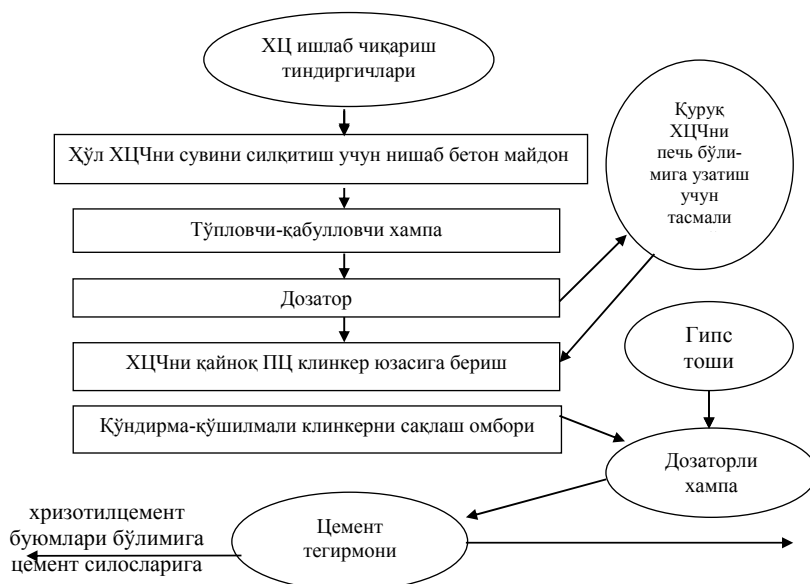 ХЦ ишлаб чиқариш
тиндиргичлари
Ҳўл ХЦЧни сувини силқитиш учун нишаб бетон майдон
Тўпловчи-қабулловчи хампа
Дозатор
ХЦЧни қайноқ ПЦ клинкер юзасига бериш
Қўндирма-қўшилмали клинкерни сақлаш омбори
Қуруқ
ХЦЧни
печь бўли-
мига узатиш
учун
тасмали
Гипс
тоши
Дозаторли
хампа
Цемент
тегирмони
хризотилцемент
буюмлари бўлимига
цемент силосларига